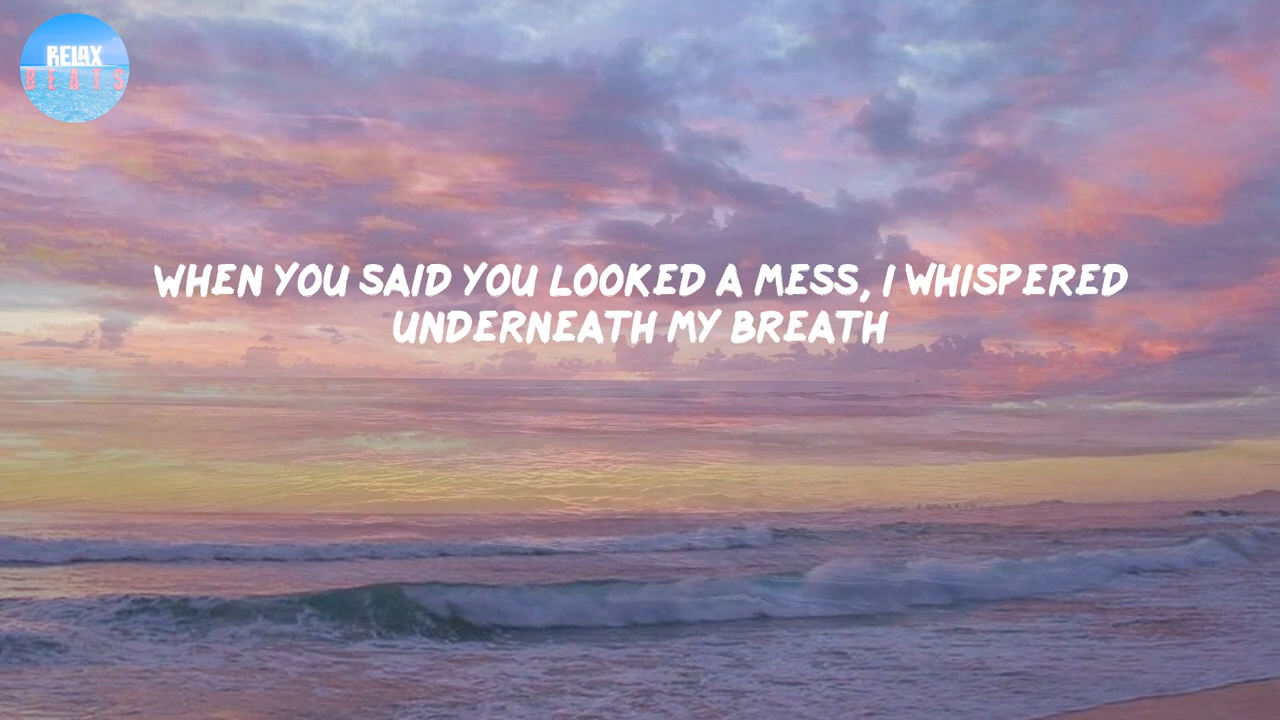 RELAX
BEATS
WHEN YOU SAID YOU LOOKED A MESS, I WHISPERED
UNDERNEATH MY BREATH